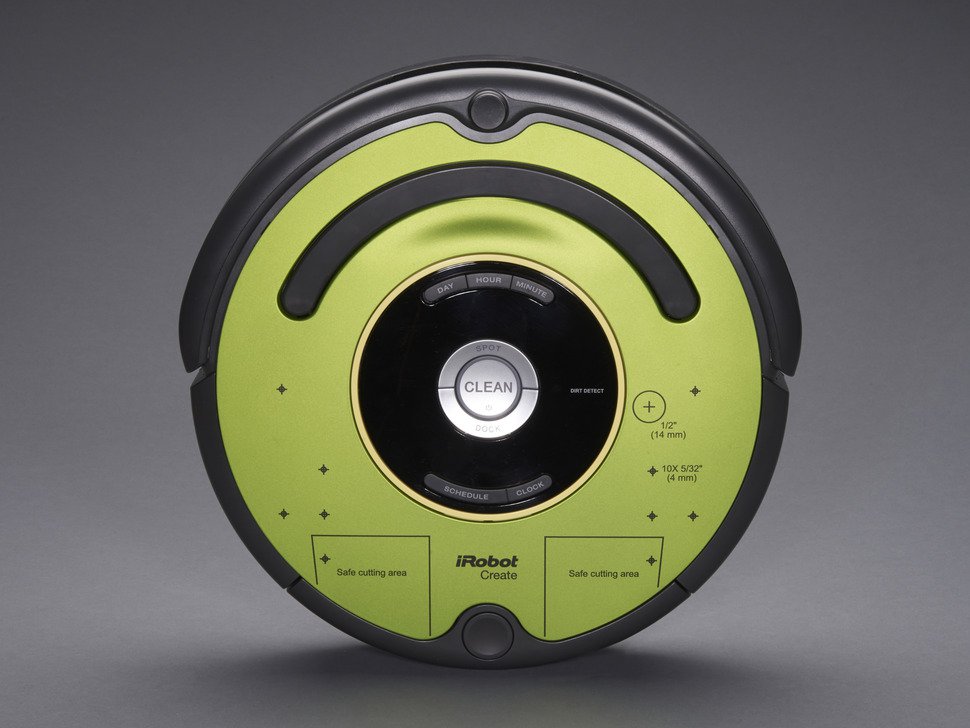 DAY HOUR MINUTE
SPOT
CLEAN
DOCK
DIRT DETECT
1/2"
(14 mm)
10X 5/32"
(4 mm)
SCHEDULE CLOCK
iRobot
Create
Safe cutting area
Safe cutting area